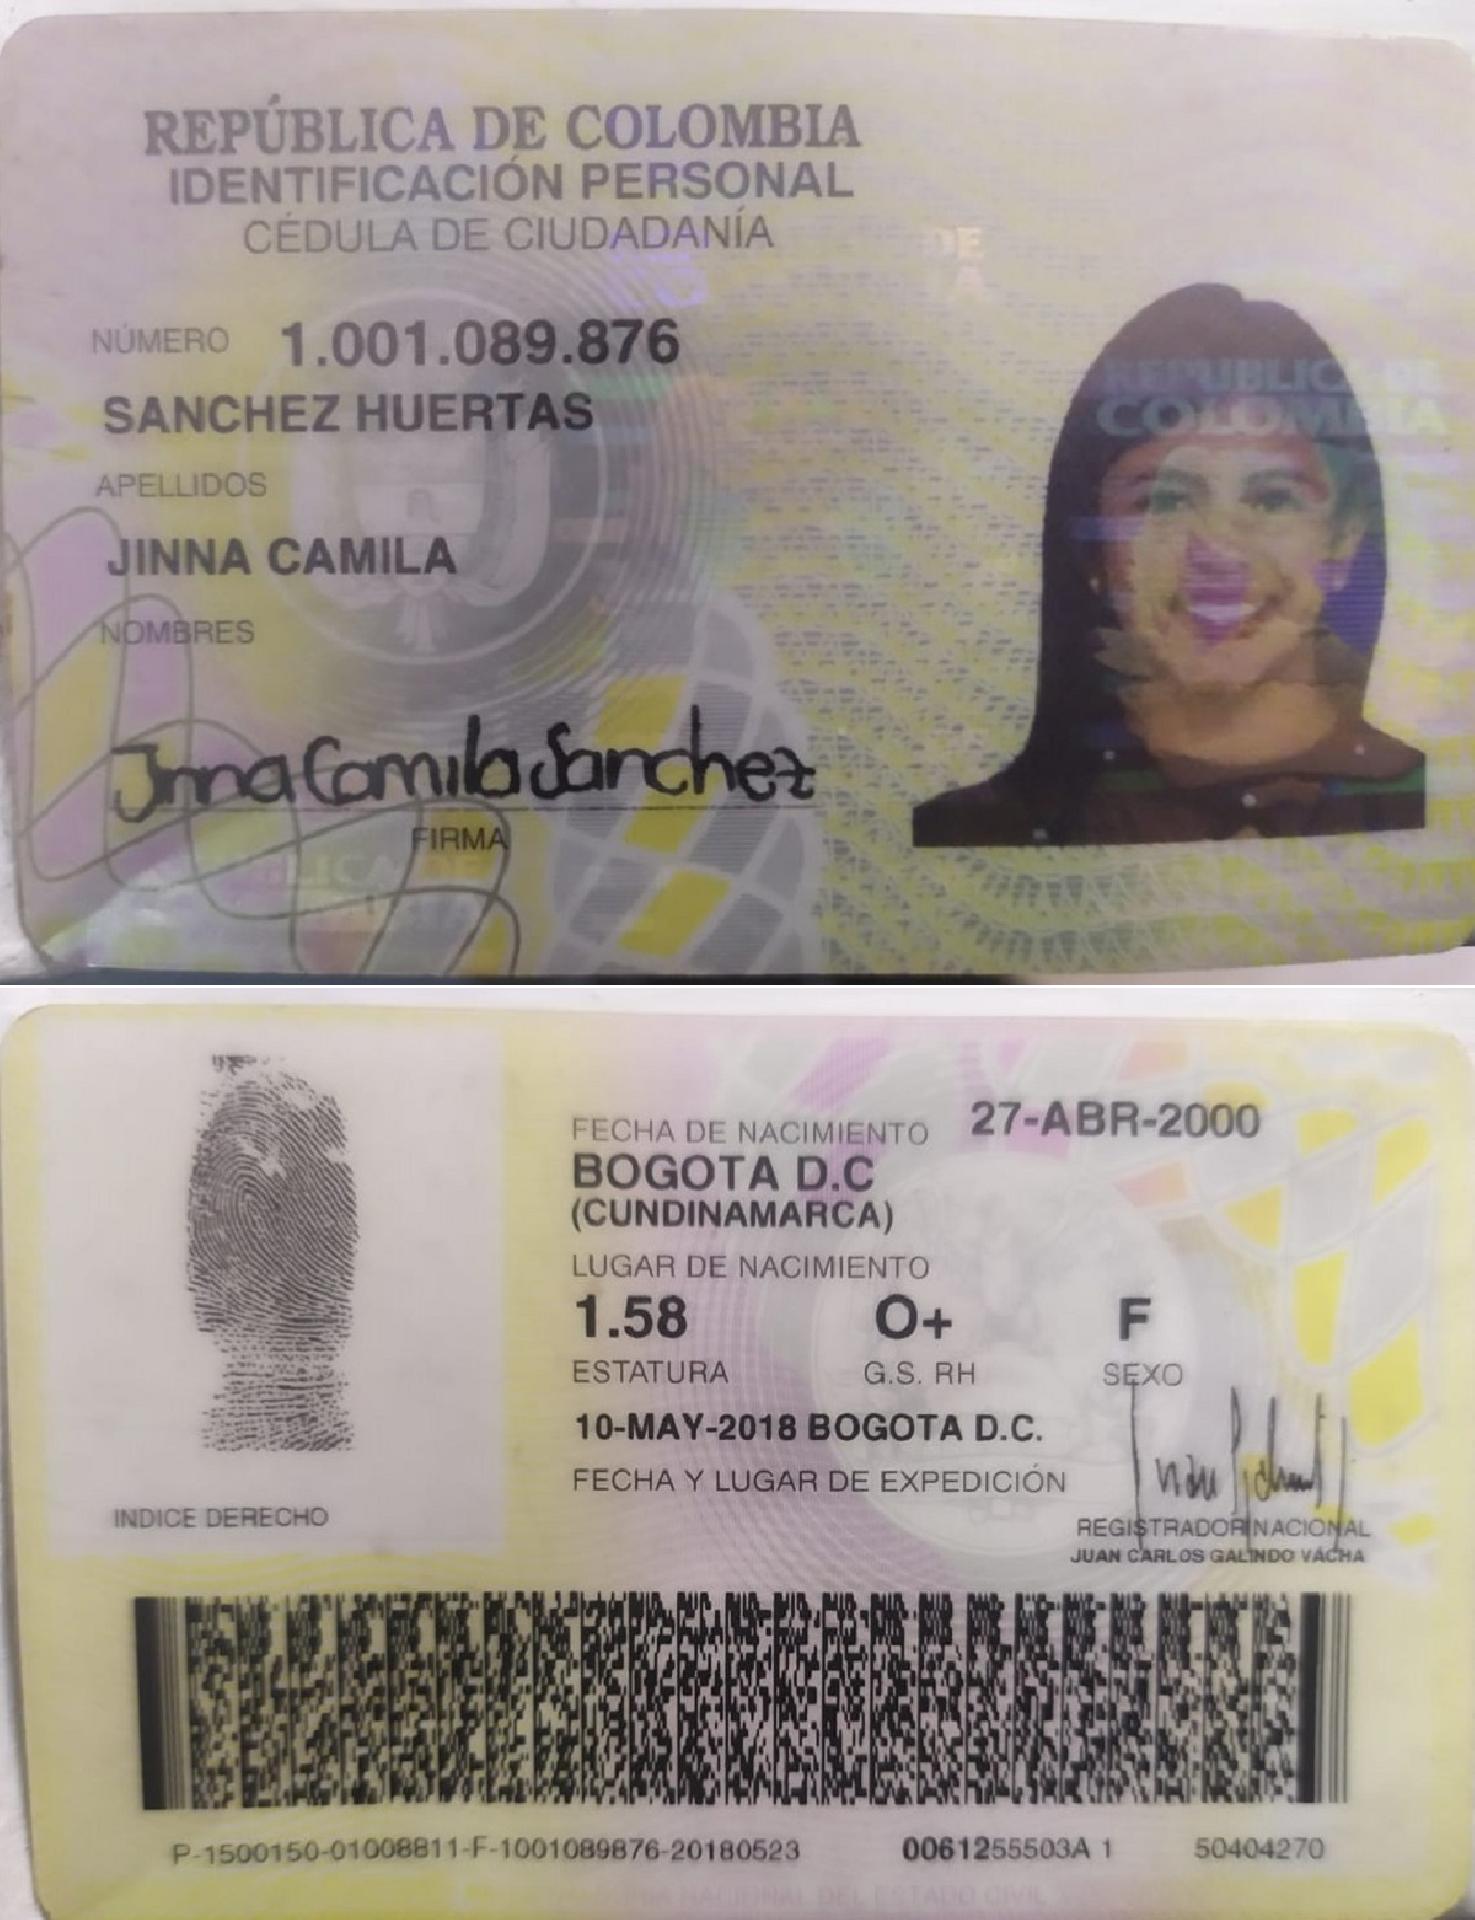 REPÚBLICA DE COLOMBIA
IDENTIFICACIÓN PERSONAL
CÉDULA DE CIUDADANÍA
NÚMERO 1.001.089.876
SANCHEZ HUERTAS
APELLIDOS
JINNA CAMILA
NOMBRES
Jinna Camila Sanchez
FIRMA
DE
REPUBLICA DE
COLOMBIA
FECHA DE NACIMIENTO 27-ABR-2000
BOGOTA D.C
(CUNDINAMARCA)
LUGAR DE NACIMIENTO
1.58 O+ F
ESTATURA G.S. RH SEXO
10-MAY-2018 BOGOTA D.C.
FECHA Y LUGAR DE EXPEDICIÓN
INDICE DERECHO
REGISTRADOR NACIONAL
JUAN CARLOS GALINDO VÁCHA
P-1500150-01008811-F-1001089876-20180523 0061255503A 1 50404270
NACIONAL DEL ESTADO CIVIL